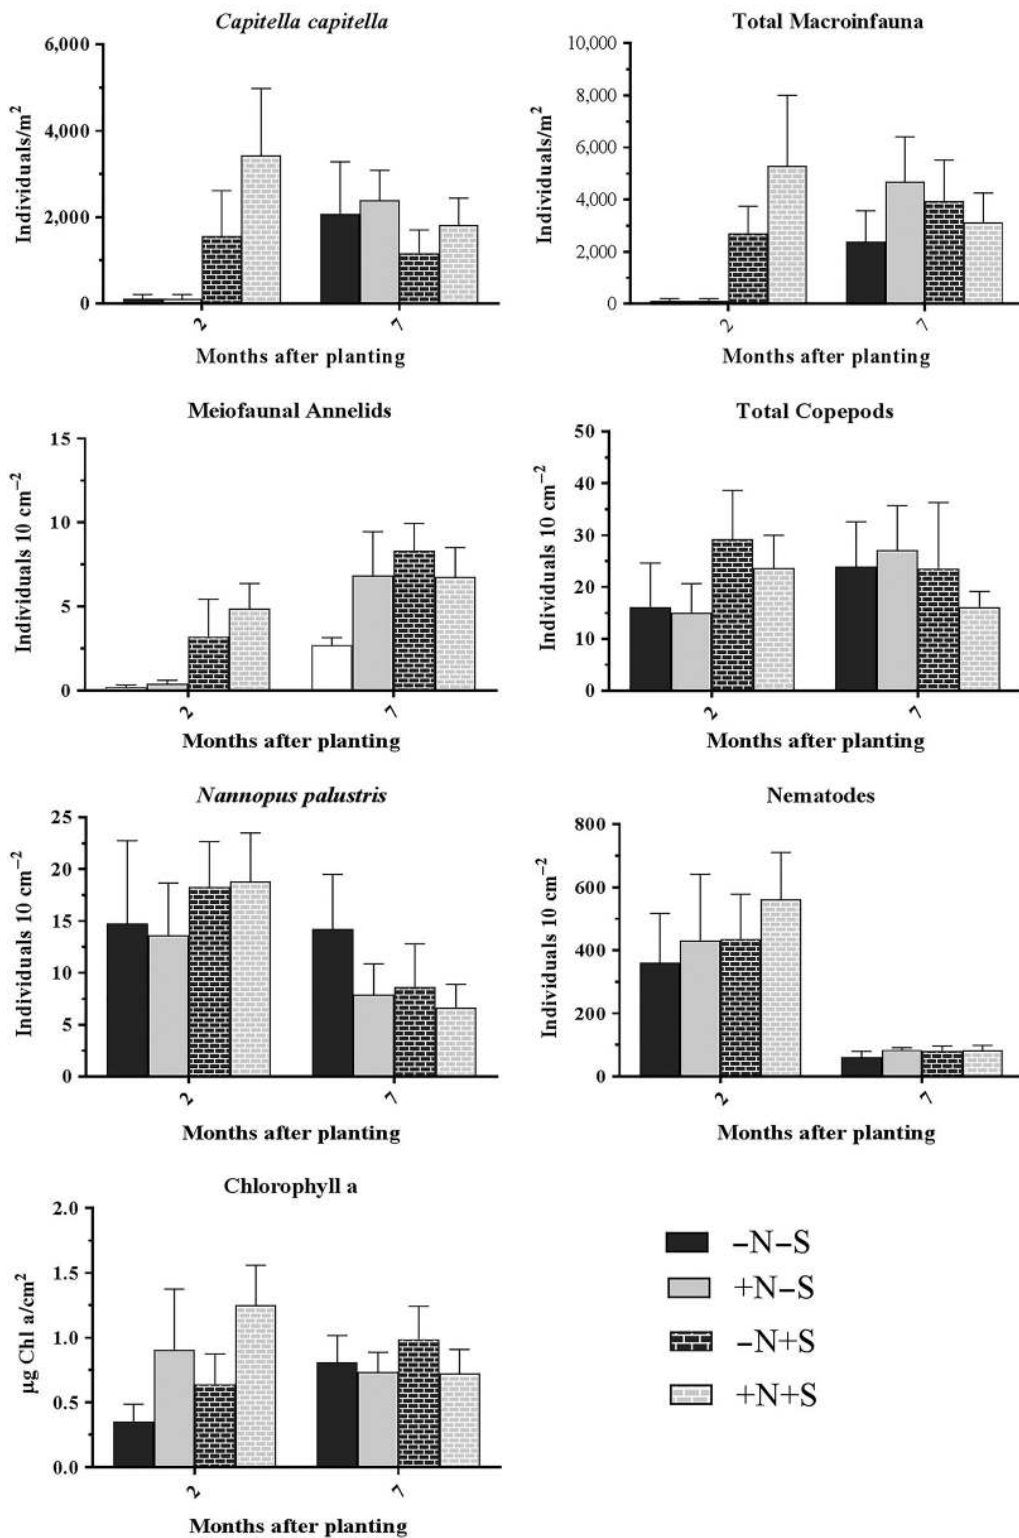 Capitella capitella
6,000
4,000
2,000
0
Individuals/m²
2
7
Months after planting
Total Macroinfauna
10,000
8,000
6,000
4,000
2,000
0
Individuals/m²
2
7
Months after planting
Meiofaunal Annelids
15
10
5
0
Individuals 10 cm⁻²
2
7
Months after planting
Total Copepods
50
40
30
20
10
0
Individuals 10 cm⁻²
2
7
Months after planting
Nannopus palustris
25
20
15
10
5
0
Individuals 10 cm⁻²
2
7
Months after planting
Nematodes
800
600
400
200
0
Individuals 10 cm⁻²
2
7
Months after planting
Chlorophyll a
2.0
1.5
1.0
0.5
0.0
µg Chl a/cm²
2
7
Months after planting
–N–S
+N–S
–N+S
+N+S